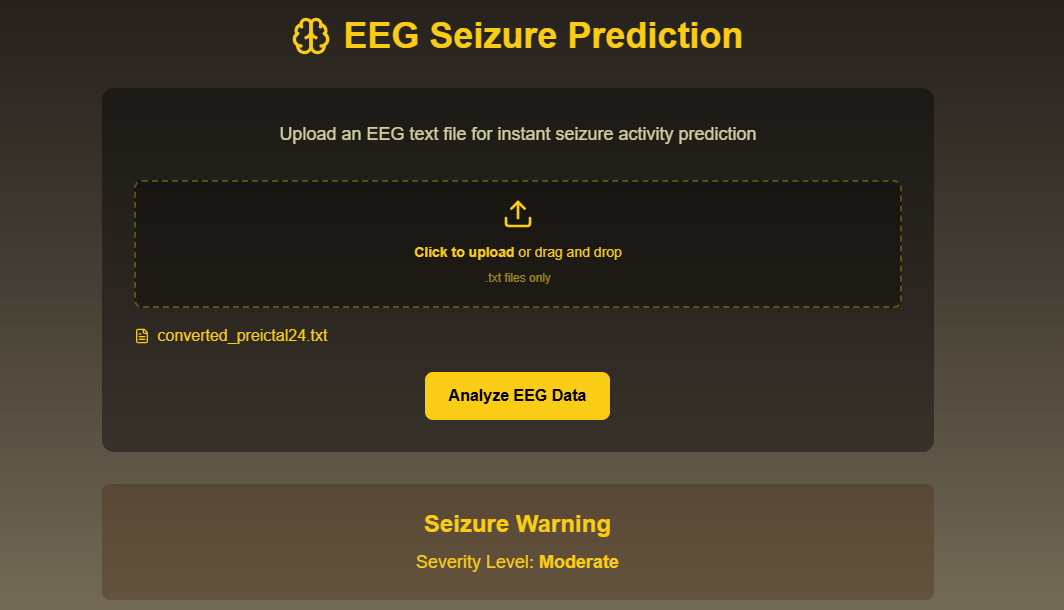 EEG Seizure Prediction
Upload an EEG text file for instant seizure activity prediction
Click to upload or drag and drop
.txt files only
converted_preictal24.txt
Analyze EEG Data
Seizure Warning
Severity Level: Moderate